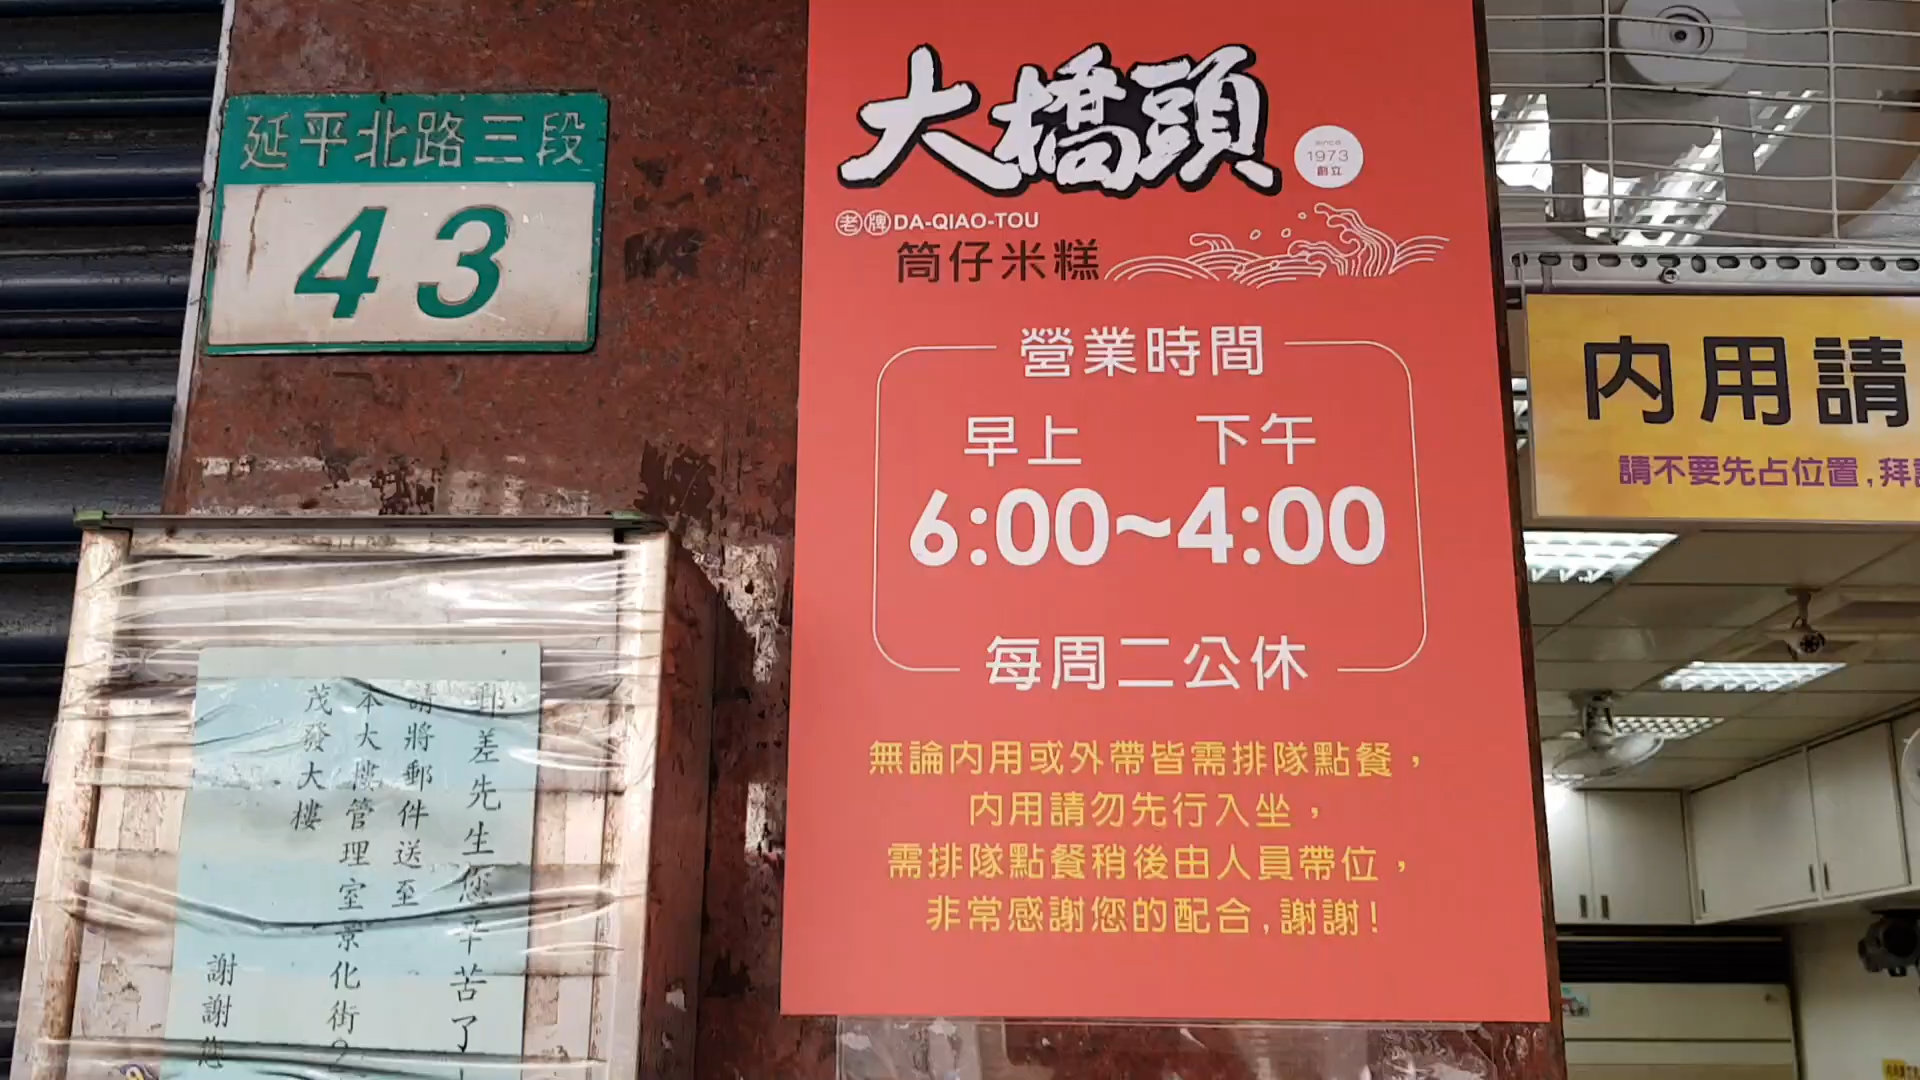 延平北路三段
43
大橋頭
since
1973
創立
老牌 DA-QIAO-TOU
筒仔米糕
營業時間
早上 下午
6:00~4:00
每周二公休
無論內用或外帶皆需排隊點餐，
內用請勿先行入坐，
需排隊點餐稍後由人員帶位，
非常感謝您的配合,謝謝!
內用請
請不要先占位置,拜
郵差先生您辛苦了
請將郵件送至
本大樓管理室景化街
茂發大樓
謝謝您